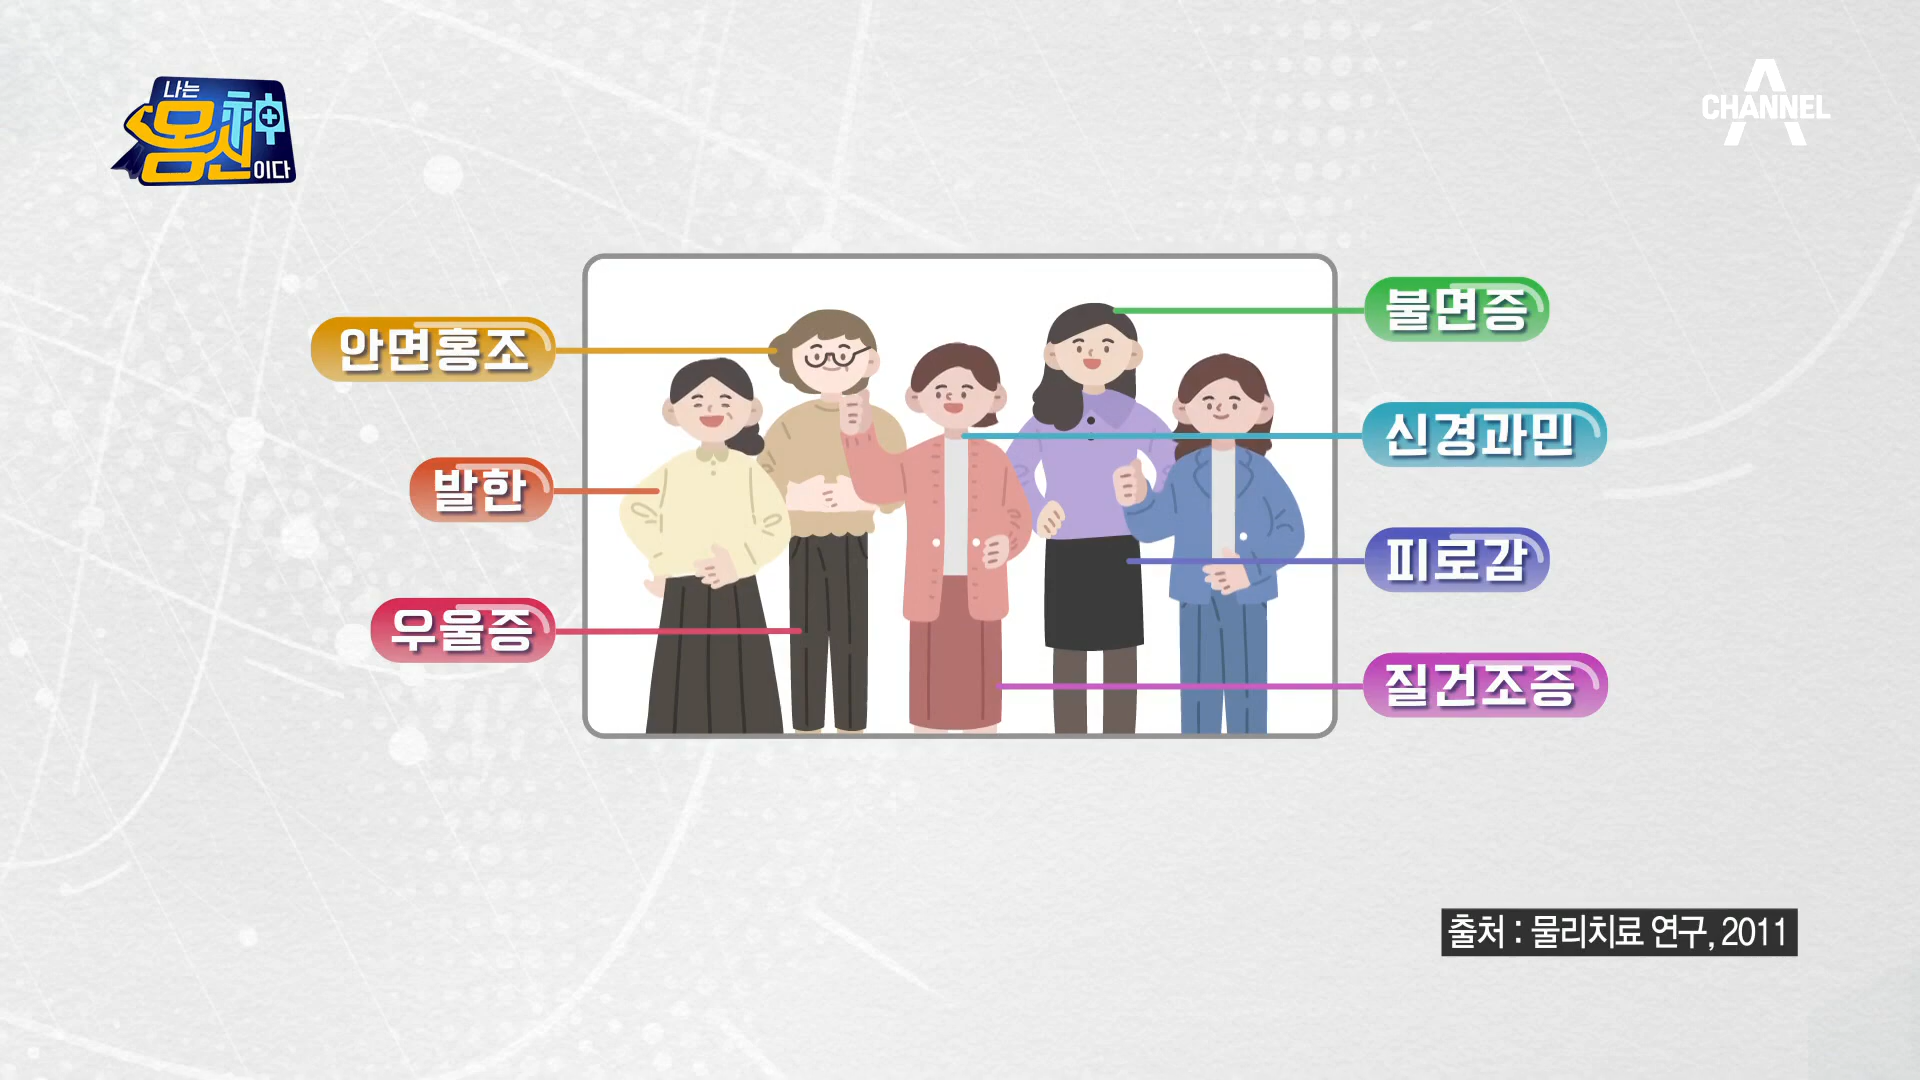 나는
몸신神
이다
CHANNEL A
안면홍조
발한
우울증
불면증
신경과민
피로감
질건조증
출처 : 물리치료 연구, 2011